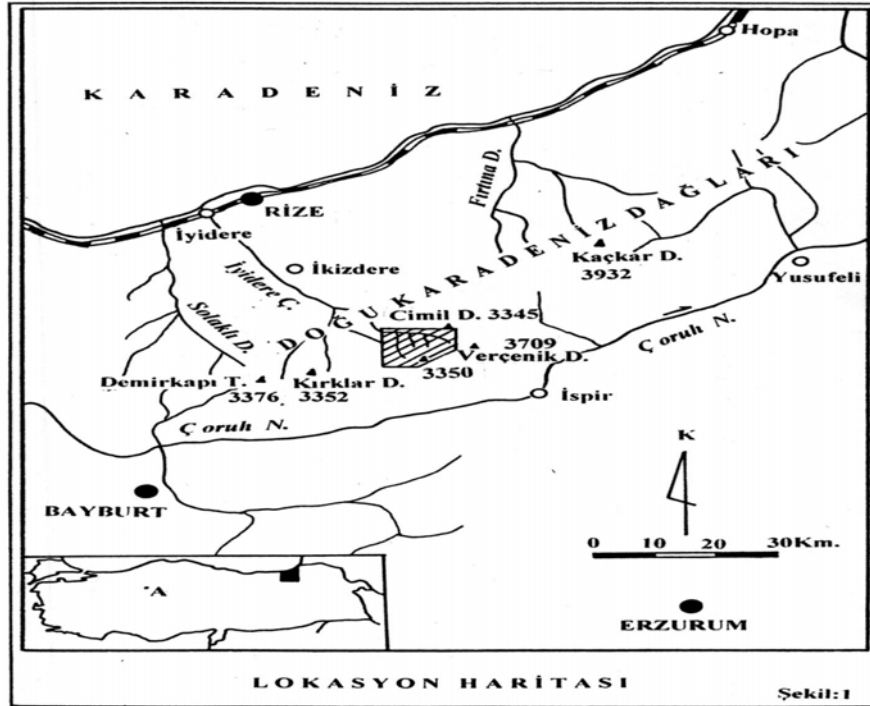 Hopa
KARADENİZ
Fırtına D.
RİZE
İyidere
DOĞU KARADENİZ DAĞLARI
Kaçkar D.
3932
İkizdere
İyidere Ç.
Yusufeli
Solaklı D.
Cimil D. 3345
Çoruh N.
3709
Verçenik D.
3350
Demirkapı T.
3376
Kırklar D.
3352
İspir
Çoruh N.
K
BAYBURT
0 10 20 30Km.
A
ERZURUM
LOKASYON HARİTASI
Şekil:1